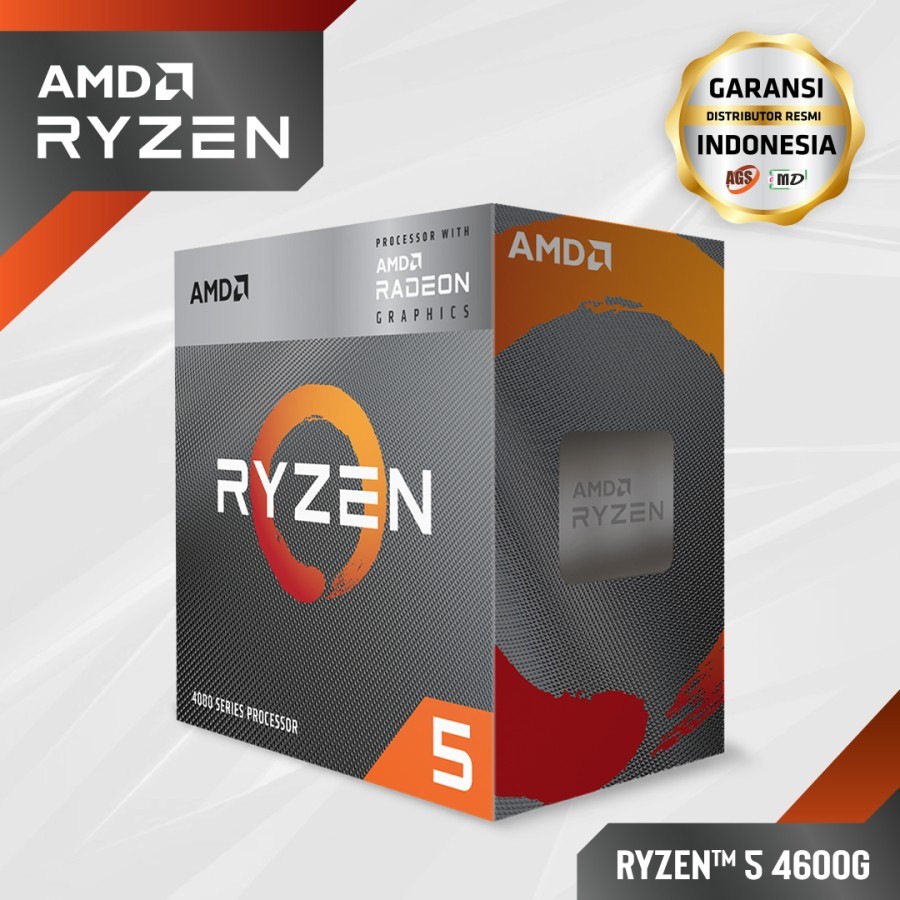 AMD
RYZEN
GARANSI
DISTRIBUTOR RESMI
INDONESIA
AGS MD
PROCESSOR WITH
AMD
RADEON
GRAPHICS
AMD
AMD
RYZEN
AMD
RYZEN
4000 SERIES PROCESSOR
5
RYZEN™ 5 4600G